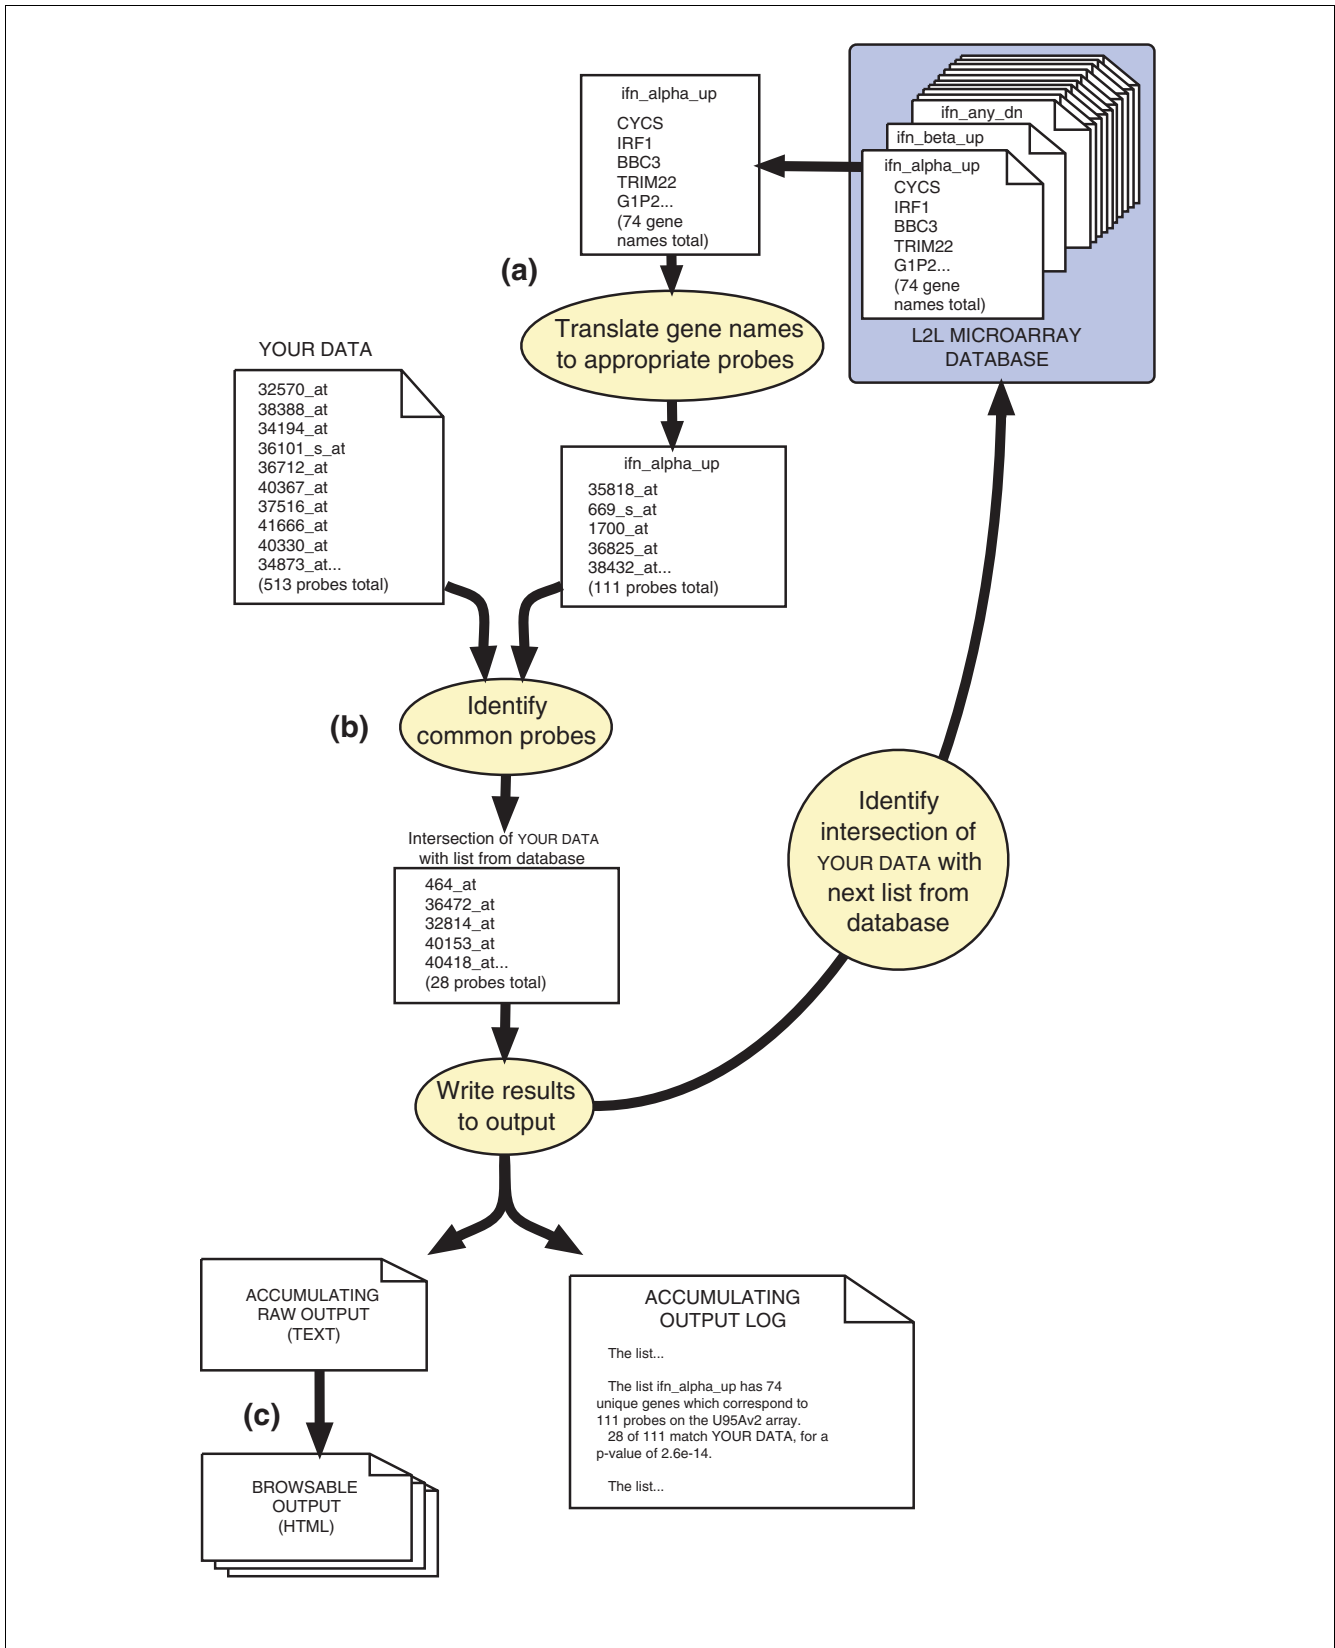 ifn_alpha_up
CYCS
IRF1
BBC3
TRIM22
G1P2...
(74 gene
names total)
ifn_any_dn
ifn_beta_up
ifn_alpha_up
CYCS
IRF1
BBC3
TRIM22
G1P2...
(74 gene
names total)
L2L MICROARRAY
DATABASE
(a)
Translate gene names
to appropriate probes
YOUR DATA
32570_at
38388_at
34194_at
36101_s_at
36712_at
40367_at
37516_at
41666_at
40330_at
34873_at...
(513 probes total)
ifn_alpha_up
35818_at
669_s_at
1700_at
36825_at
38432_at...
(111 probes total)
(b)
Identify
common probes
Intersection of YOUR DATA
with list from database
464_at
36472_at
32814_at
40153_at
40418_at...
(28 probes total)
Identify
intersection of
YOUR DATA with
next list from
database
Write results
to output
ACCUMULATING
RAW OUTPUT
(TEXT)
(c)
BROWSABLE
OUTPUT
(HTML)
ACCUMULATING
OUTPUT LOG
The list...
The list ifn_alpha_up has 74
unique genes which correspond to
111 probes on the U95Av2 array.
28 of 111 match YOUR DATA, for a
p-value of 2.6e-14.
The list...